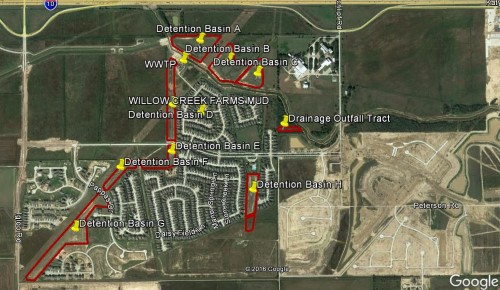 10
Detention Basin A
Detention Basin B
WWTP
Detention Basin C
WILLOW CREEK FARMS MUD
Detention Basin D
Drainage Outfall Tract
Detention Basin E
Detention Basin F
Detention Basin H
Detention Basin G
Peterson Rd
© 2016 Google
Google